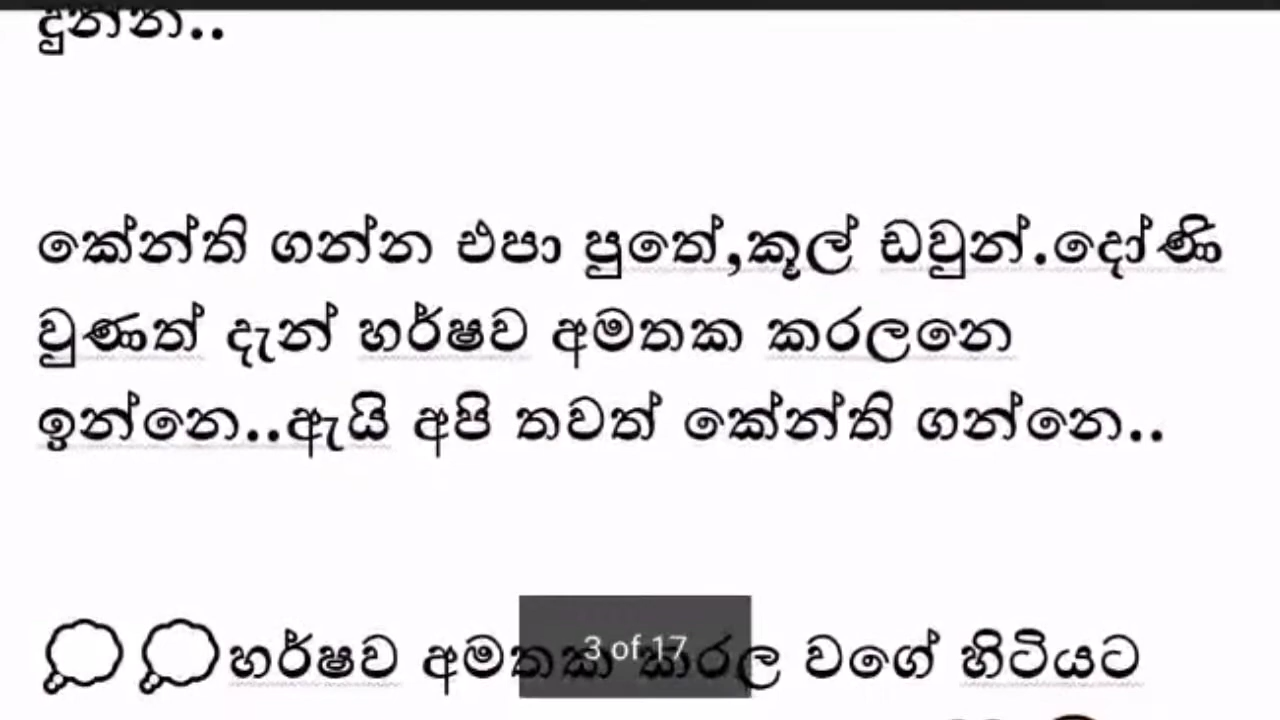 දුන්න..
කේන්ති ගන්න එපා පුතේ,කූල් ඩවුන්.දෝණි
වුණත් දැන් හර්ෂව අමතක කරලනෙ
ඉන්නෙ..ඇයි අපි තවත් කේන්ති ගන්නෙ..
හර්ෂව අමතක කරල වගේ හිටියට
3 of 17